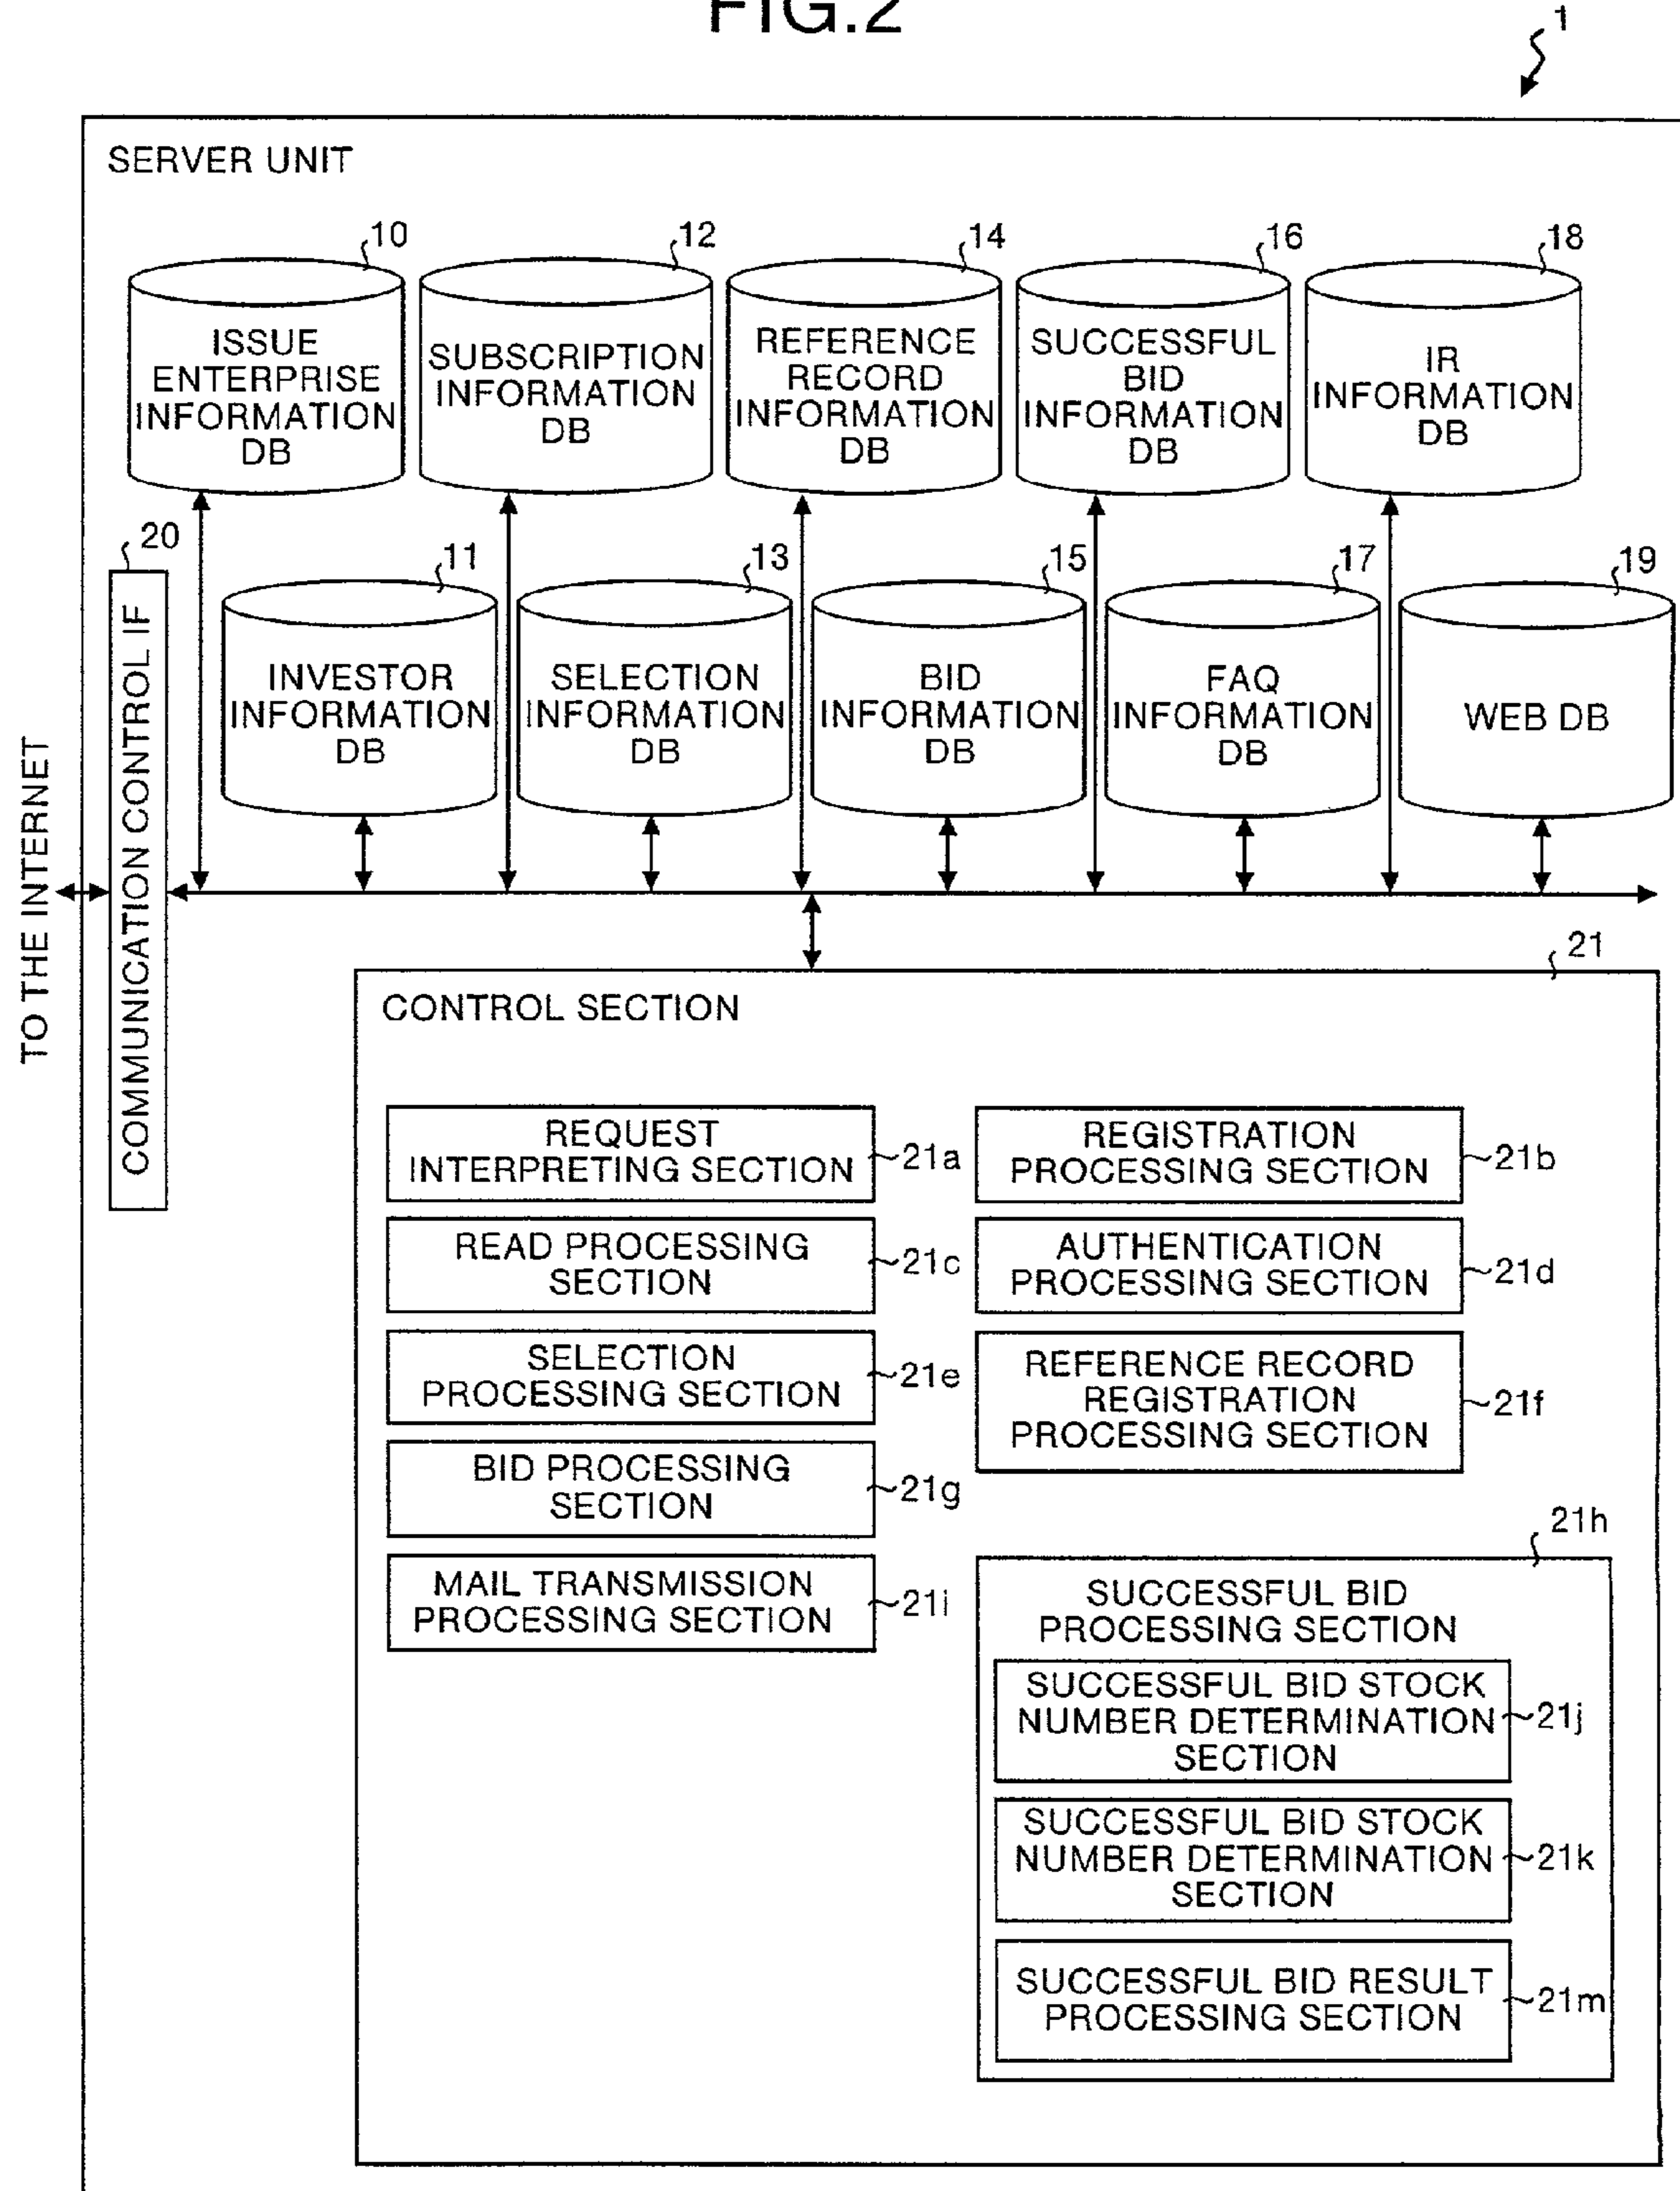 FIG.2
1
SERVER UNIT
10
12
14
16
18
ISSUE
ENTERPRISE
INFORMATION
DB
SUBSCRIPTION
INFORMATION
DB
REFERENCE
RECORD
INFORMATION
DB
SUCCESSFUL
BID
INFORMATION
DB
IR
INFORMATION
DB
20
11
13
15
17
19
INVESTOR
INFORMATION
DB
SELECTION
INFORMATION
DB
BID
INFORMATION
DB
FAQ
INFORMATION
DB
WEB DB
TO THE INTERNET
COMMUNICATION CONTROL IF
21
CONTROL SECTION
REQUEST
INTERPRETING SECTION
21a
REGISTRATION
PROCESSING SECTION
21b
READ PROCESSING
SECTION
21c
AUTHENTICATION
PROCESSING SECTION
21d
SELECTION
PROCESSING SECTION
21e
REFERENCE RECORD
REGISTRATION
PROCESSING SECTION
21f
BID PROCESSING
SECTION
21g
21h
MAIL TRANSMISSION
PROCESSING SECTION
21i
SUCCESSFUL BID
PROCESSING SECTION
SUCCESSFUL BID STOCK
NUMBER DETERMINATION
SECTION
21j
SUCCESSFUL BID STOCK
NUMBER DETERMINATION
SECTION
21k
SUCCESSFUL BID RESULT
PROCESSING SECTION
21m